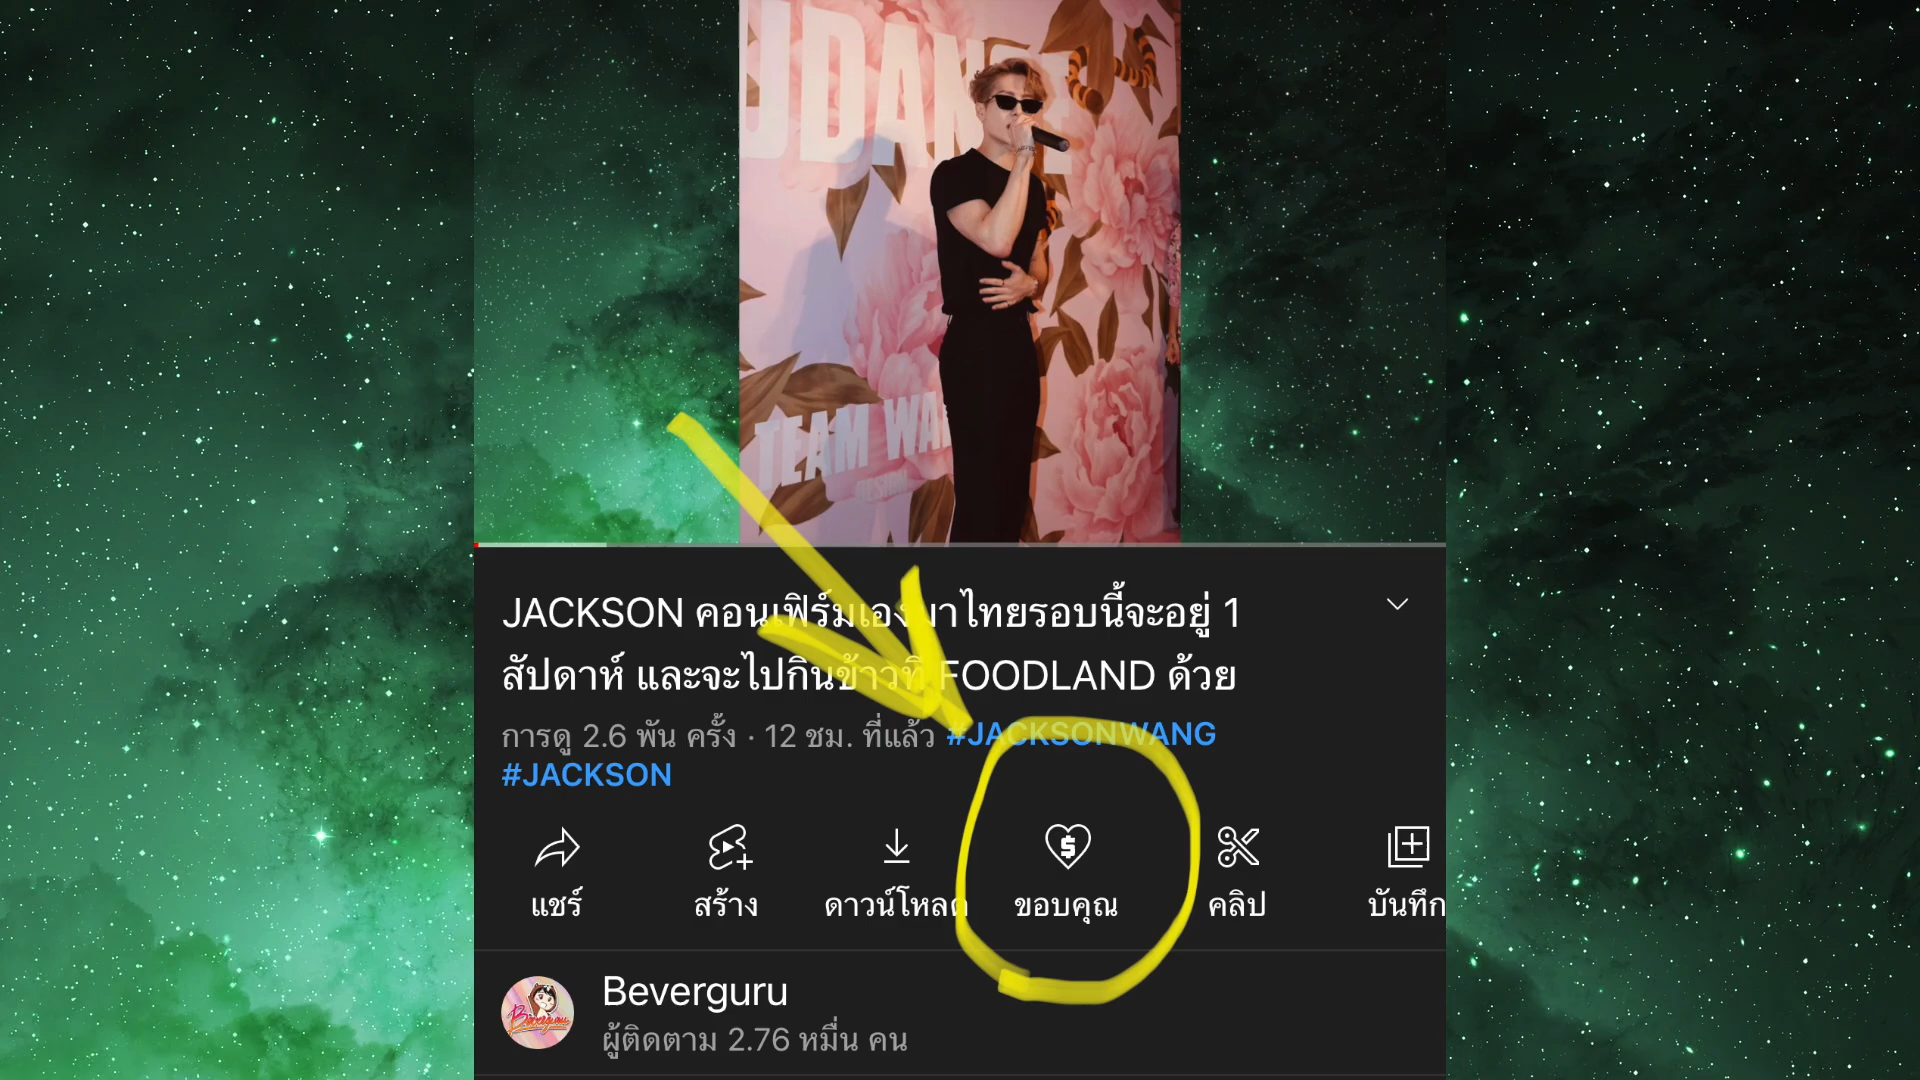 UDANCE
TEAM WAN
DESIGN
JACKSON คอนเฟิร์มเองมาไทยรอบนี้จะอยู่ 1
สัปดาห์ และจะไปกินข้าวที่ FOODLAND ด้วย
การดู 2.6 พัน ครั้ง · 12 ชม. ที่แล้ว #JACKSONWANG
#JACKSON
แชร์ สร้าง ดาวน์โหลด ขอบคุณ คลิป บันทึก
Beverguru
Beverguru
ผู้ติดตาม 2.76 หมื่น คน